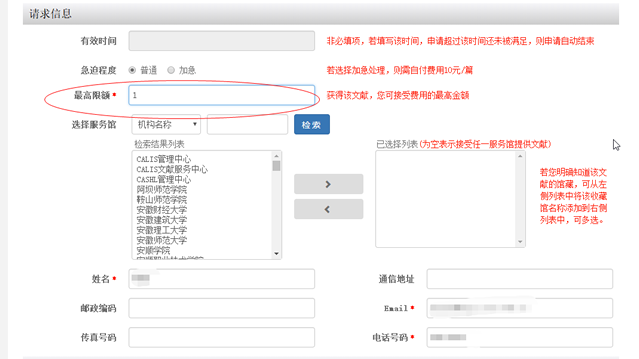 请求信息
有效时间
非必填项，若填写该时间，申请超过该时间还未被满足，则申请自动结束
急迫程度 普通 加急
若选择加急处理，则需自付费用10元/篇
最高限额* 1
获得该文献，您可接受费用的最高金额
选择服务馆 机构名称 检 索
检索结果列表
CALIS管理中心
CALIS文献服务中心
CASHL管理中心
阿坝师范学院
鞍山师范学院
安徽财经大学
安徽建筑大学
安徽理工大学
安徽师范大学
安顺学院
安顺职业技术学院
已选择列表(为空表示接受任一服务馆提供文献)
若您明确知道该文
献的馆藏，可从左
侧列表中将该收藏
馆名称添加到右侧
列表中，可多选。
姓名* 通信地址
邮政编码 Email*
传真号码 电话号码*